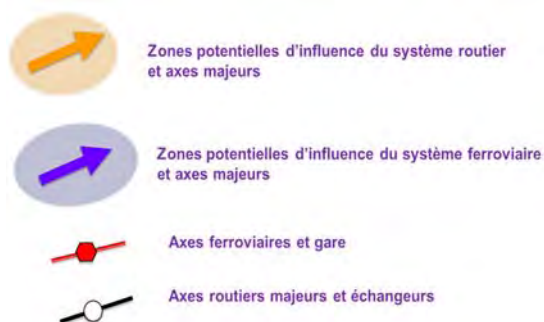 Zones potentielles d'influence du système routier
et axes majeurs
Zones potentielles d'influence du système ferroviaire
et axes majeurs
Axes ferroviaires et gare
Axes routiers majeurs et échangeurs